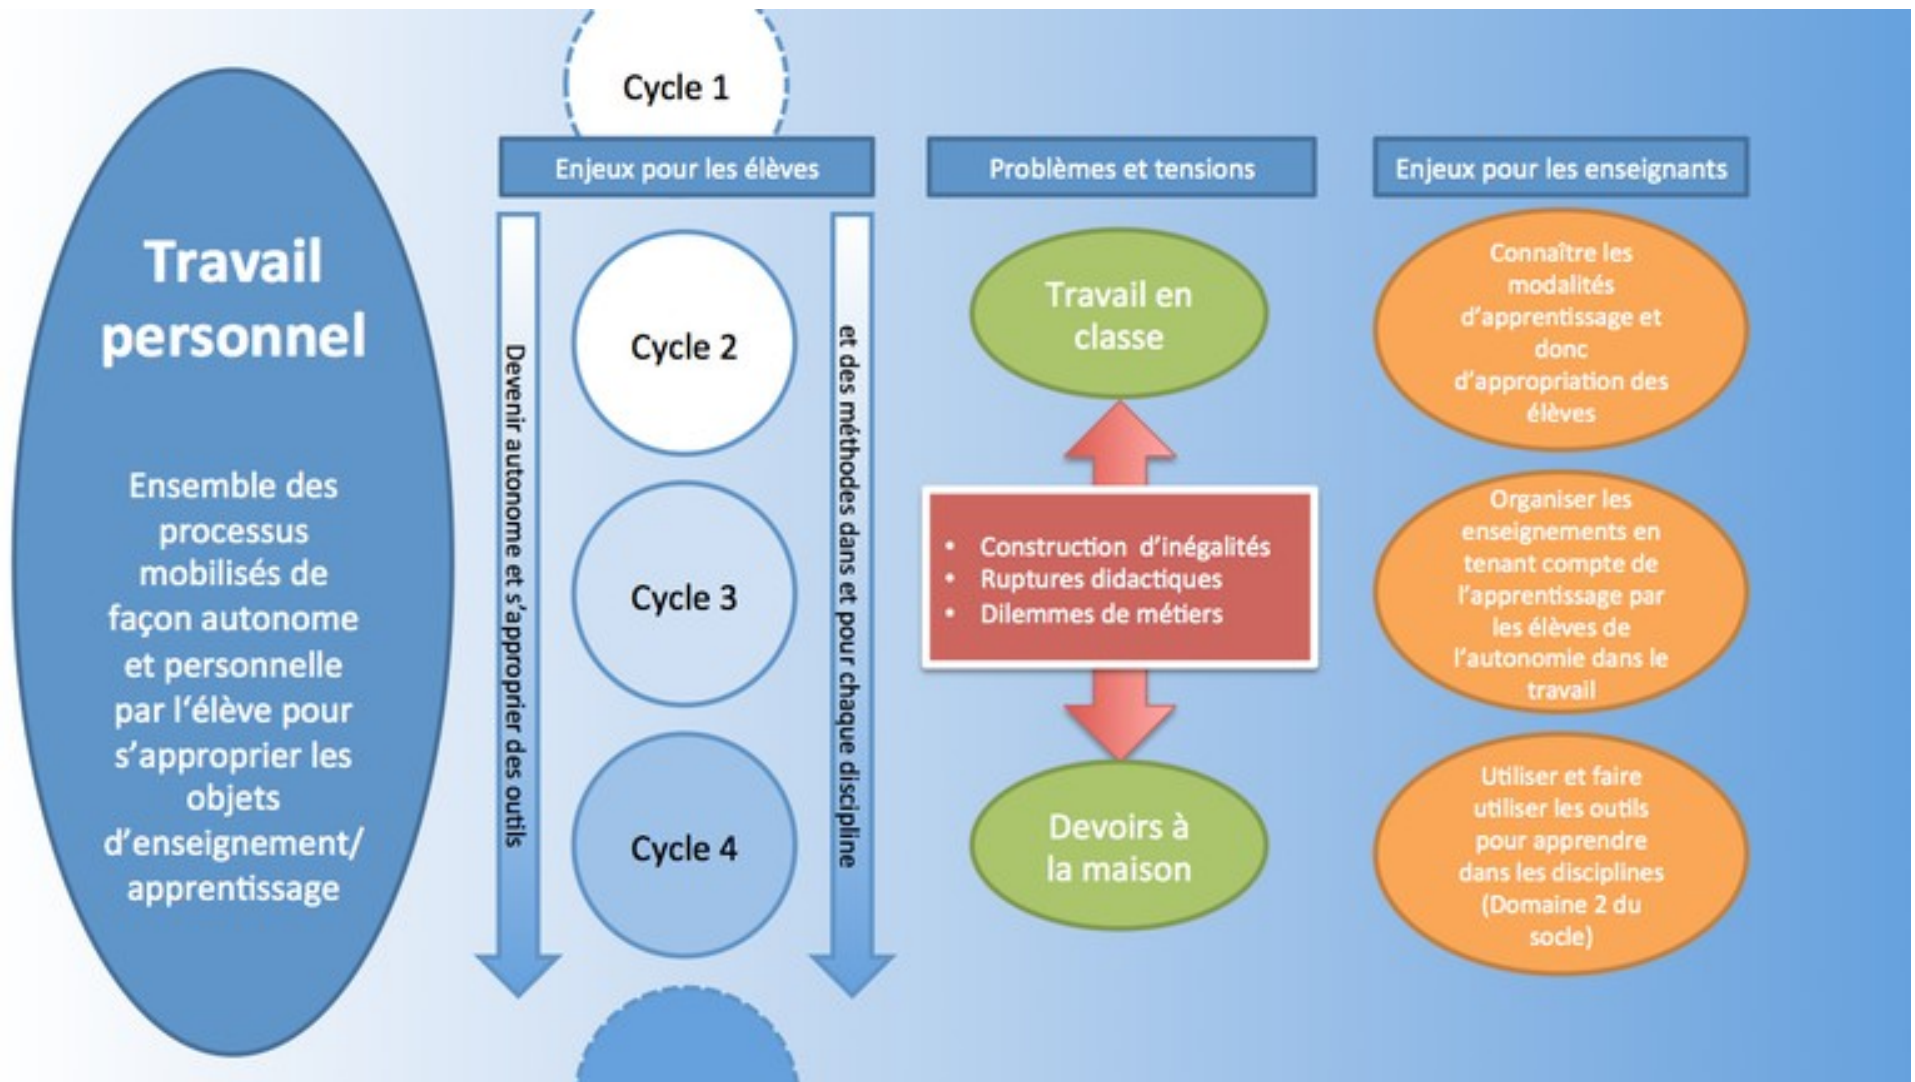 Travail
personnel
Ensemble des
processus
mobilisés de
façon autonome
et personnelle
par l‘élève pour
s’approprier les
objets
d’enseignement/
apprentissage
Cycle 1
Enjeux pour les élèves
Devenir autonome et s’approprier des outils
Cycle 2
Cycle 3
Cycle 4
et des méthodes dans et pour chaque discipline
Problèmes et tensions
Travail en
classe
• Construction d’inégalités
• Ruptures didactiques
• Dilemmes de métiers
Devoirs à
la maison
Enjeux pour les enseignants
Connaître les
modalités
d’apprentissage et
donc
d’appropriation des
élèves
Organiser les
enseignements en
tenant compte de
l’apprentissage par
les élèves de
l’autonomie dans le
travail
Utiliser et faire
utiliser les outils
pour apprendre
dans les disciplines
(Domaine 2 du
socle)